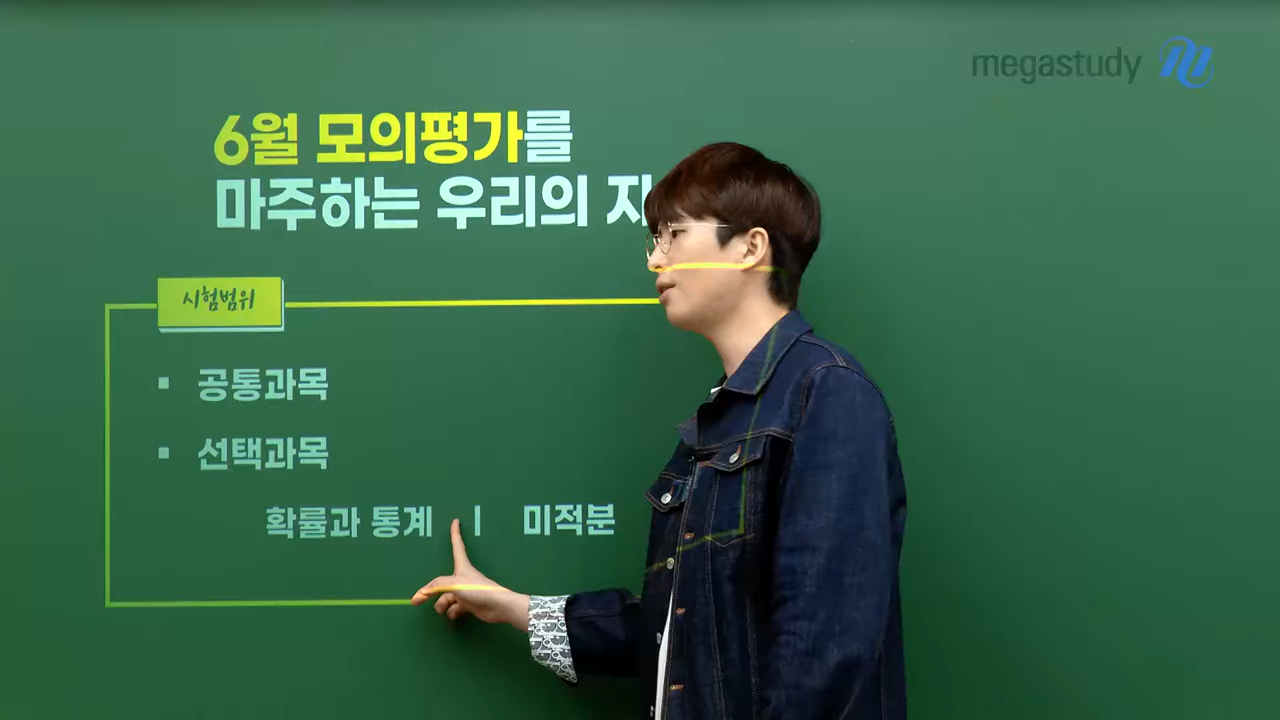 megastudy
6월 모의평가를
마주하는 우리의
시험범위
공통과목
선택과목
확률과 통계 | 미적분